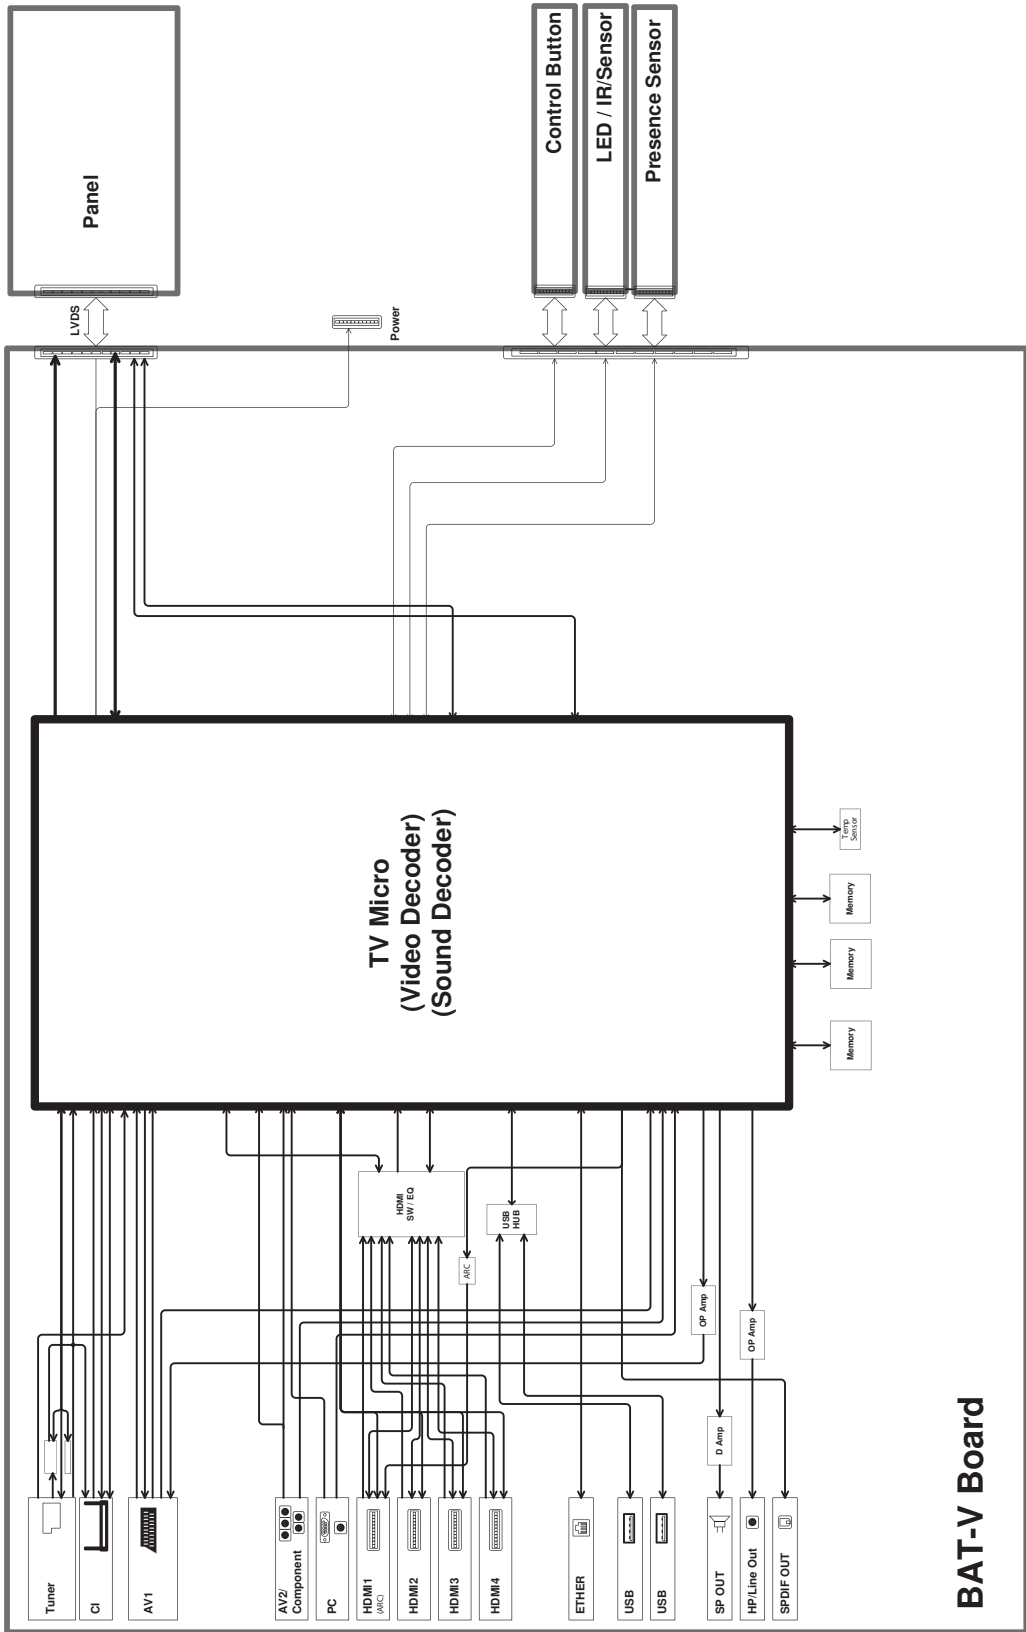 Panel
LVDS
Power
Control Button
LED / IR/Sensor
Presence Sensor
TV Micro
(Video Decoder)
(Sound Decoder)
Temp
Sensor
Memory
Memory
Memory
HDMI
SW / EQ
USB
HUB
ARC
OP Amp
OP Amp
D Amp
Tuner
CI
AV1
AV2/
Component
PC
HDMI1
(ARC)
HDMI2
HDMI3
HDMI4
ETHER
USB
USB
SP OUT
HP/Line Out
SPDIF OUT
BAT-V Board